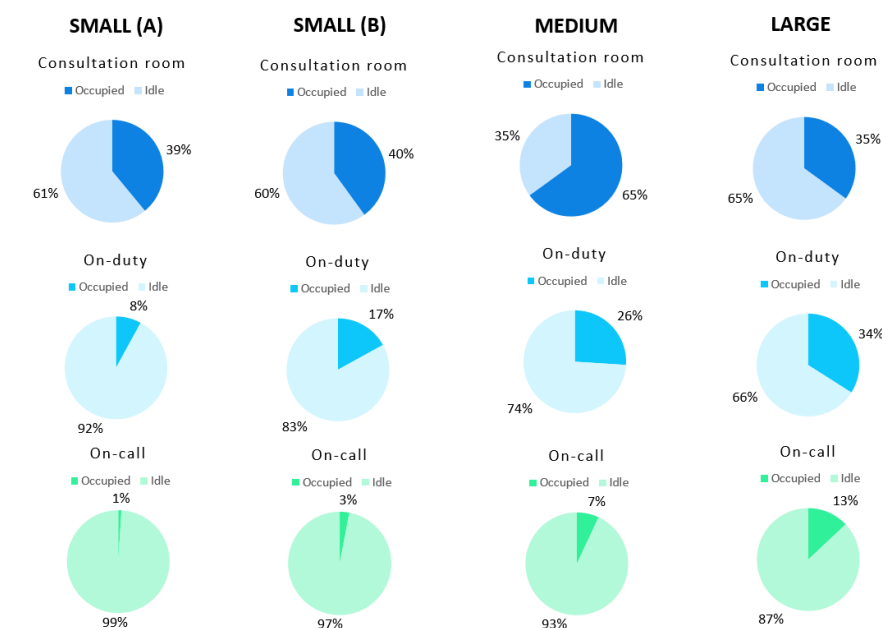 SMALL (A)
Consultation room
Occupied Idle
39%
61%
On-duty
Occupied Idle
8%
92%
On-call
Occupied Idle
1%
99%
SMALL (B)
Consultation room
Occupied Idle
40%
60%
On-duty
Occupied Idle
17%
83%
On-call
Occupied Idle
3%
97%
MEDIUM
Consultation room
Occupied Idle
35%
65%
On-duty
Occupied Idle
26%
74%
On-call
Occupied Idle
7%
93%
LARGE
Consultation room
Occupied Idle
35%
65%
On-duty
Occupied Idle
34%
66%
On-call
Occupied Idle
13%
87%